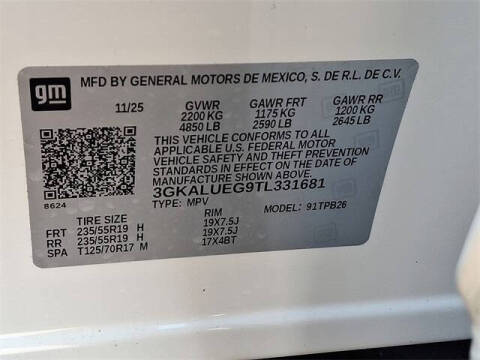 gm
MFD BY GENERAL MOTORS DE MEXICO, S. DE R.L. DE C.V.
11/25 GVWR GAWR FRT GAWR RR
2200 KG 1175 KG 1200 KG
4850 LB 2590 LB 2645 LB
THIS VEHICLE CONFORMS TO ALL
APPLICABLE U.S. FEDERAL MOTOR
VEHICLE SAFETY AND THEFT PREVENTION
STANDARDS IN EFFECT ON THE DATE OF
MANUFACTURE SHOWN ABOVE.
3GKALUEG9TL331681
8624
TYPE: MPV MODEL: 91TPB26
TIRE SIZE RIM
FRT 235/55R19 H 19X7.5J
RR 235/55R19 H 19X7.5J
SPA T125/70R17 M 17X4BT